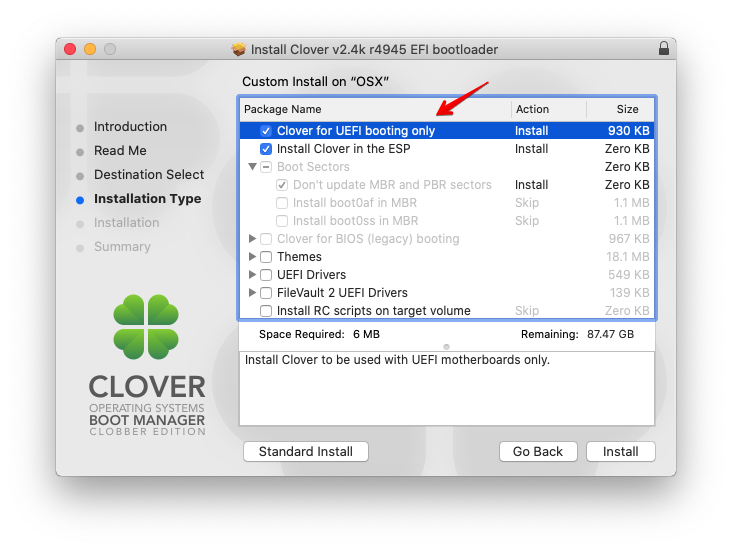 Install Clover v2.4k r4945 EFI bootloader
Custom Install on “OSX”
Introduction
Read Me
Destination Select
Installation Type
Installation
Summary
Package Name Action Size
Clover for UEFI booting only Install 930 KB
Install Clover in the ESP Install Zero KB
Boot Sectors Zero KB
Don't update MBR and PBR sectors Install Zero KB
Install boot0af in MBR Skip 1.1 MB
Install boot0ss in MBR Skip 1.1 MB
Clover for BIOS (legacy) booting 967 KB
Themes 18.1 MB
UEFI Drivers 549 KB
FileVault 2 UEFI Drivers 139 KB
Install RC scripts on target volume Skip Zero KB
Space Required: 6 MB Remaining: 87.47 GB
Install Clover to be used with UEFI motherboards only.
CLOVER
OPERATING SYSTEMS
BOOT MANAGER
CLOBBER EDITION
Standard Install Go Back Install